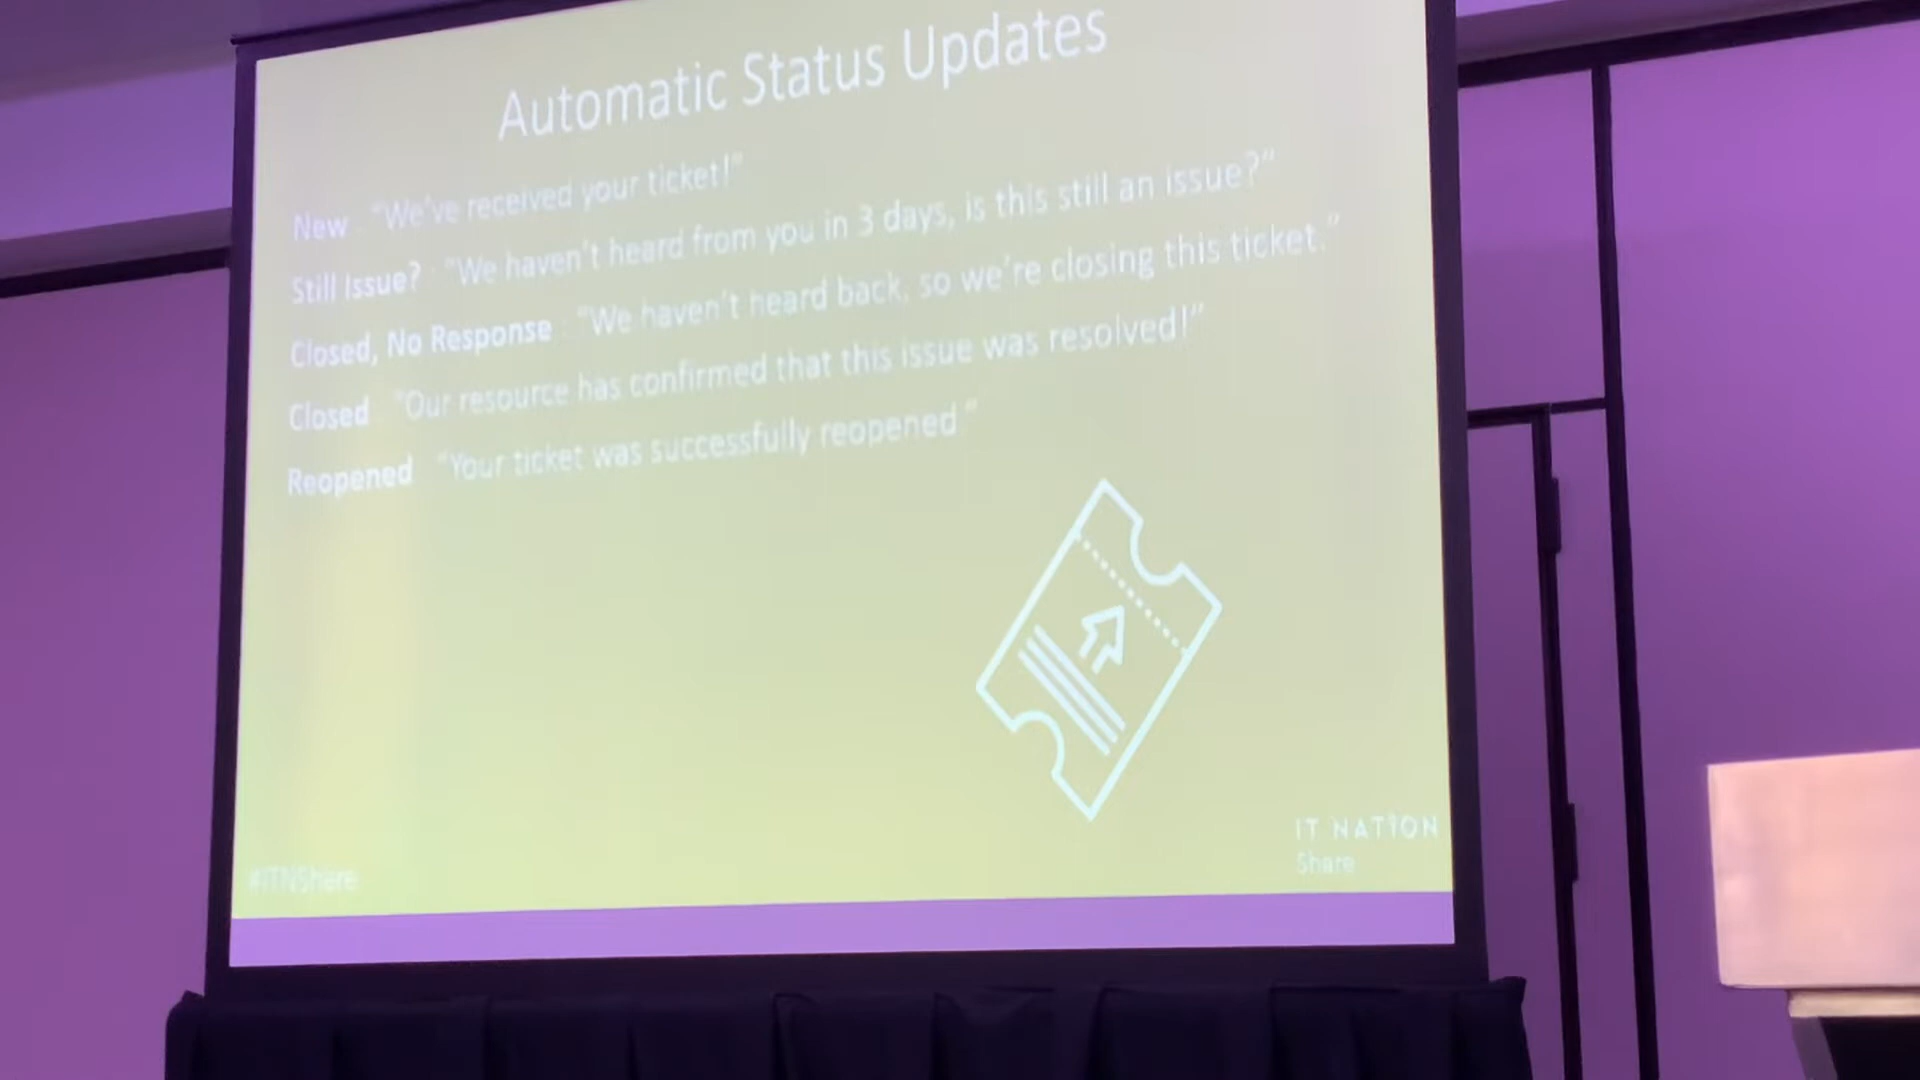 Automatic Status Updates
New : "We've received your ticket!"
Still Issue? : "We haven't heard from you in 3 days, is this still an issue?"
Closed, No Response : "We haven't heard back, so we're closing this ticket."
Closed : "Our resource has confirmed that this issue was resolved!"
Reopened : "Your ticket was successfully reopened."
#ITNShare
IT NATION
Share